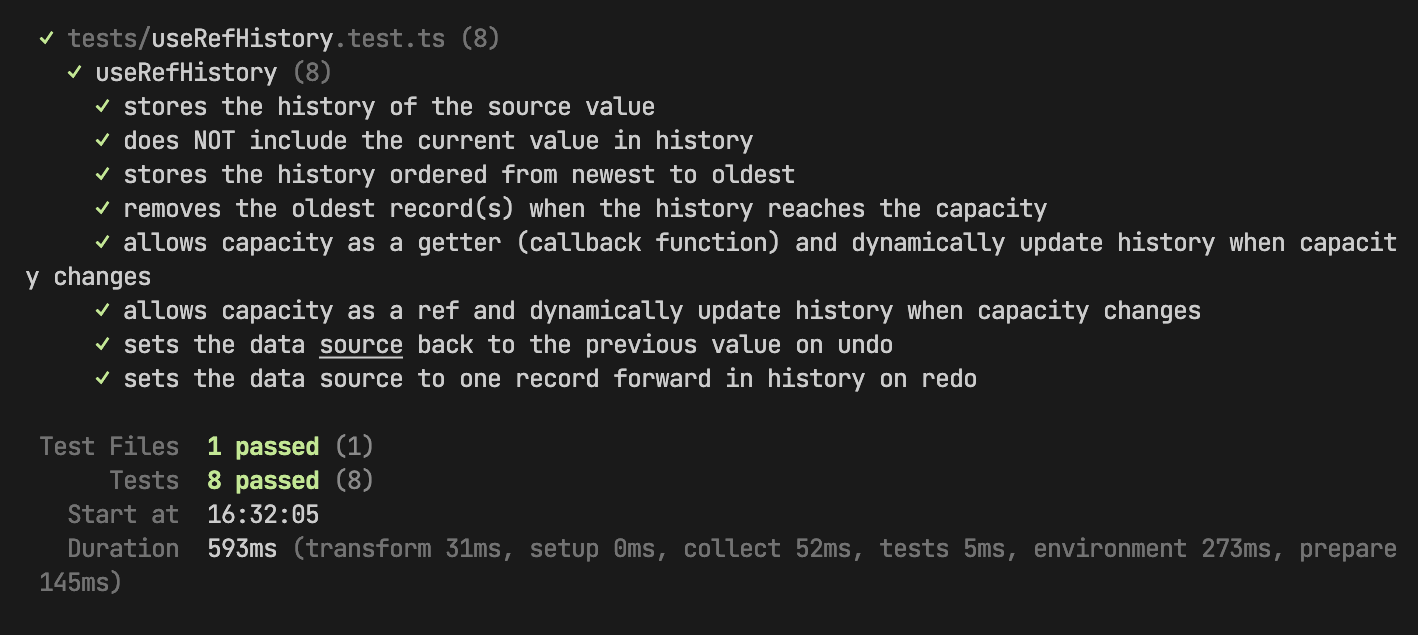 ✓ tests/useRefHistory.test.ts (8)
✓ useRefHistory (8)
✓ stores the history of the source value
✓ does NOT include the current value in history
✓ stores the history ordered from newest to oldest
✓ removes the oldest record(s) when the history reaches the capacity
✓ allows capacity as a getter (callback function) and dynamically update history when capacit
y changes
✓ allows capacity as a ref and dynamically update history when capacity changes
✓ sets the data source back to the previous value on undo
✓ sets the data source to one record forward in history on redo
Test Files 1 passed (1)
Tests 8 passed (8)
Start at 16:32:05
Duration 593ms (transform 31ms, setup 0ms, collect 52ms, tests 5ms, environment 273ms, prepare
145ms)